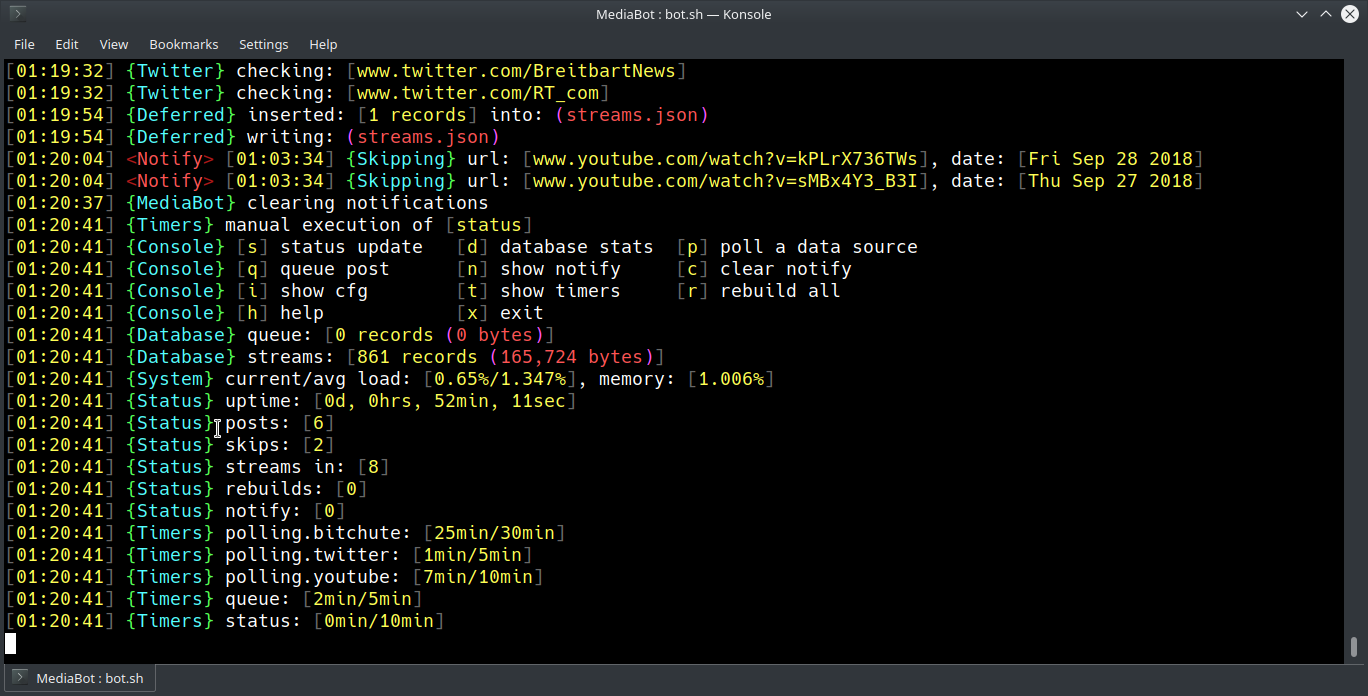 MediaBot : bot.sh — Konsole
File Edit View Bookmarks Settings Help
[01:19:32] {Twitter} checking: [www.twitter.com/BreitbartNews]
[01:19:32] {Twitter} checking: [www.twitter.com/RT_com]
[01:19:54] {Deferred} inserted: [1 records] into: (streams.json)
[01:19:54] {Deferred} writing: (streams.json)
[01:20:04] <Notify> [01:03:34] {Skipping} url: [www.youtube.com/watch?v=kPLrX736TWs], date: [Fri Sep 28 2018]
[01:20:04] <Notify> [01:03:34] {Skipping} url: [www.youtube.com/watch?v=sMBx4Y3_B3I], date: [Thu Sep 27 2018]
[01:20:37] {MediaBot} clearing notifications
[01:20:41] {Timers} manual execution of [status]
[01:20:41] {Console} [s] status update   [d] database stats  [p] poll a data source
[01:20:41] {Console} [q] queue post      [n] show notify     [c] clear notify
[01:20:41] {Console} [i] show cfg        [t] show timers     [r] rebuild all
[01:20:41] {Console} [h] help            [x] exit
[01:20:41] {Database} queue: [0 records (0 bytes)]
[01:20:41] {Database} streams: [861 records (165,724 bytes)]
[01:20:41] {System} current/avg load: [0.65%/1.347%], memory: [1.006%]
[01:20:41] {Status} uptime: [0d, 0hrs, 52min, 11sec]
[01:20:41] {Status} posts: [6]
[01:20:41] {Status} skips: [2]
[01:20:41] {Status} streams in: [8]
[01:20:41] {Status} rebuilds: [0]
[01:20:41] {Status} notify: [0]
[01:20:41] {Timers} polling.bitchute: [25min/30min]
[01:20:41] {Timers} polling.twitter: [1min/5min]
[01:20:41] {Timers} polling.youtube: [7min/10min]
[01:20:41] {Timers} queue: [2min/5min]
[01:20:41] {Timers} status: [0min/10min]
MediaBot : bot.sh